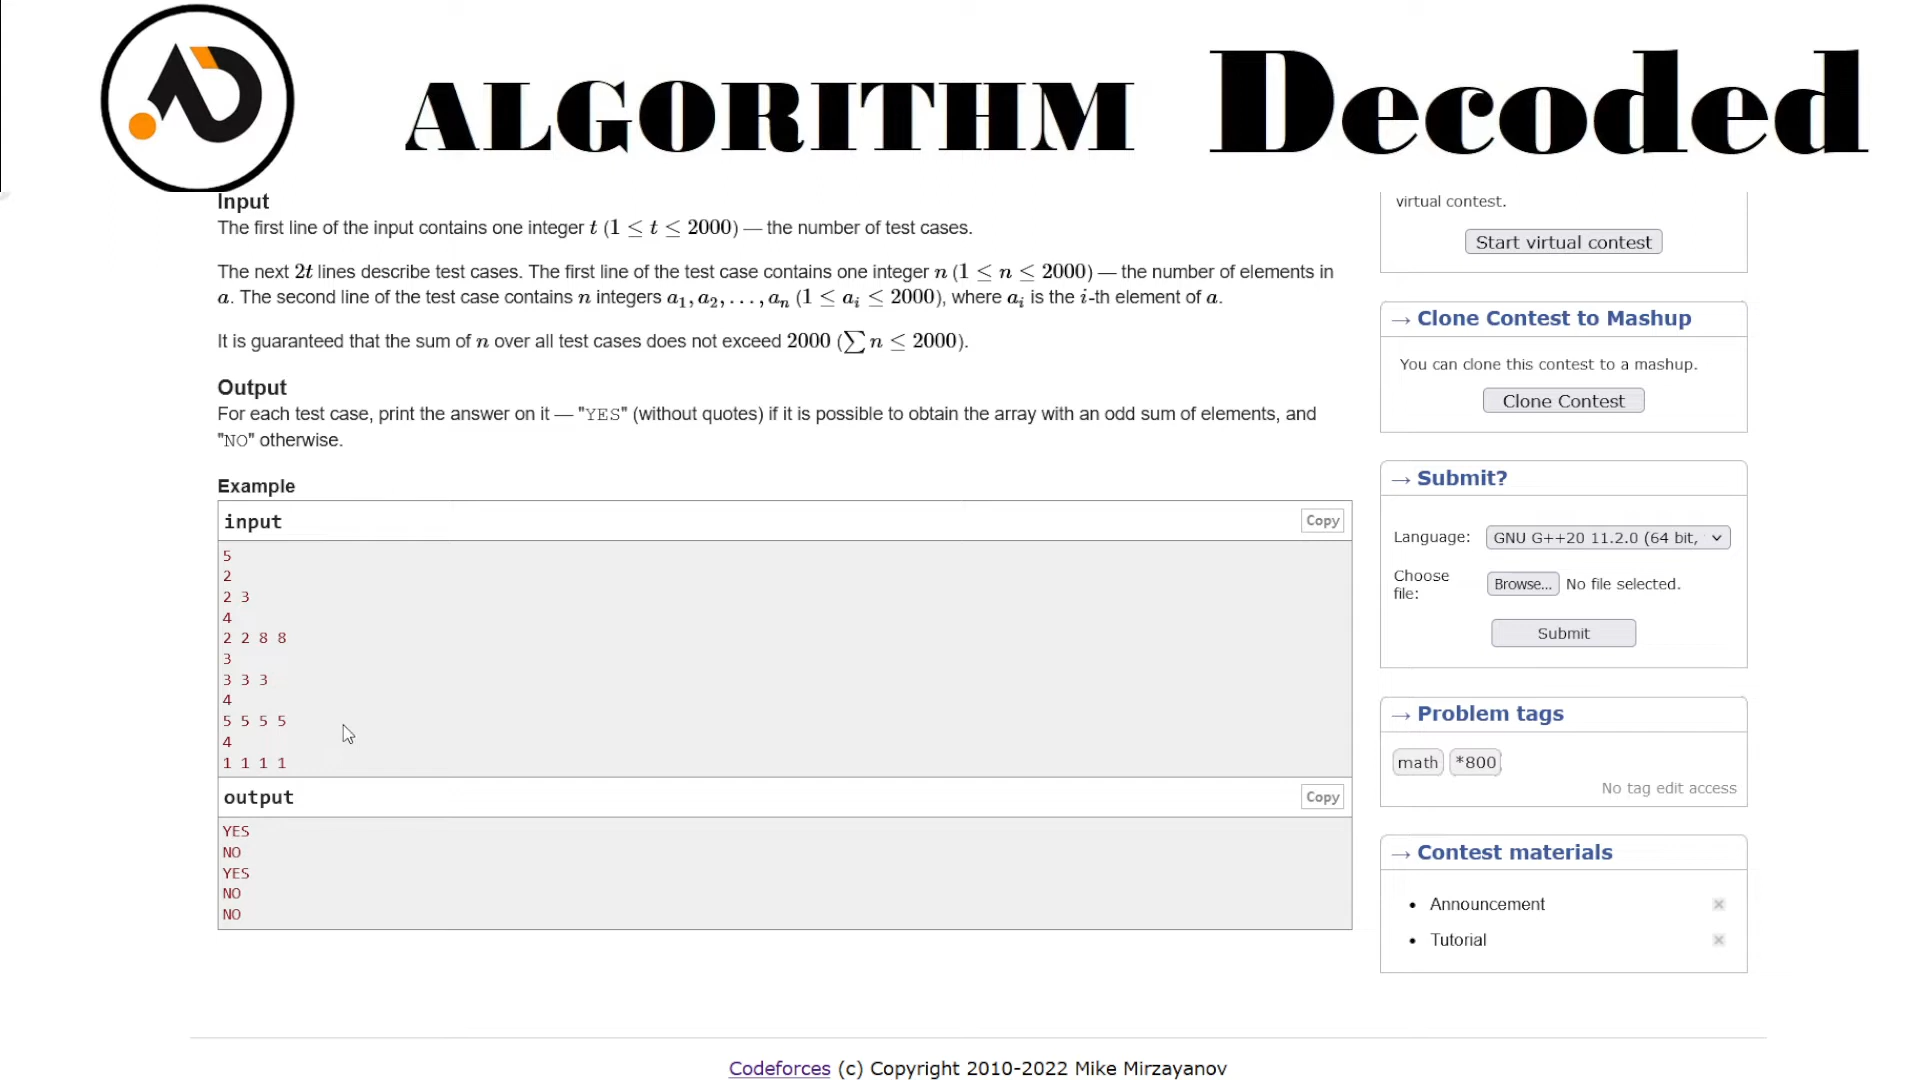 ALGORITHM Decoded
Input
The first line of the input contains one integer t (1 ≤ t ≤ 2000) — the number of test cases.
The next 2t lines describe test cases. The first line of the test case contains one integer n (1 ≤ n ≤ 2000) — the number of elements in
a. The second line of the test case contains n integers a1, a2, . . . , an (1 ≤ ai ≤ 2000), where ai is the i-th element of a.
It is guaranteed that the sum of n over all test cases does not exceed 2000 (∑ n ≤ 2000).
Output
For each test case, print the answer on it — "YES" (without quotes) if it is possible to obtain the array with an odd sum of elements, and
"NO" otherwise.
Example
input
Copy
5
2
2 3
4
2 2 8 8
3
3 3 3
4
5 5 5 5
4
1 1 1 1
output
Copy
YES
NO
YES
NO
NO
virtual contest.
Start virtual contest
→ Clone Contest to Mashup
You can clone this contest to a mashup.
Clone Contest
→ Submit?
Language: GNU G++20 11.2.0 (64 bit,
Choose
file:
Browse... No file selected.
Submit
→ Problem tags
math *800
No tag edit access
→ Contest materials
• Announcement
• Tutorial
Codeforces (c) Copyright 2010-2022 Mike Mirzayanov